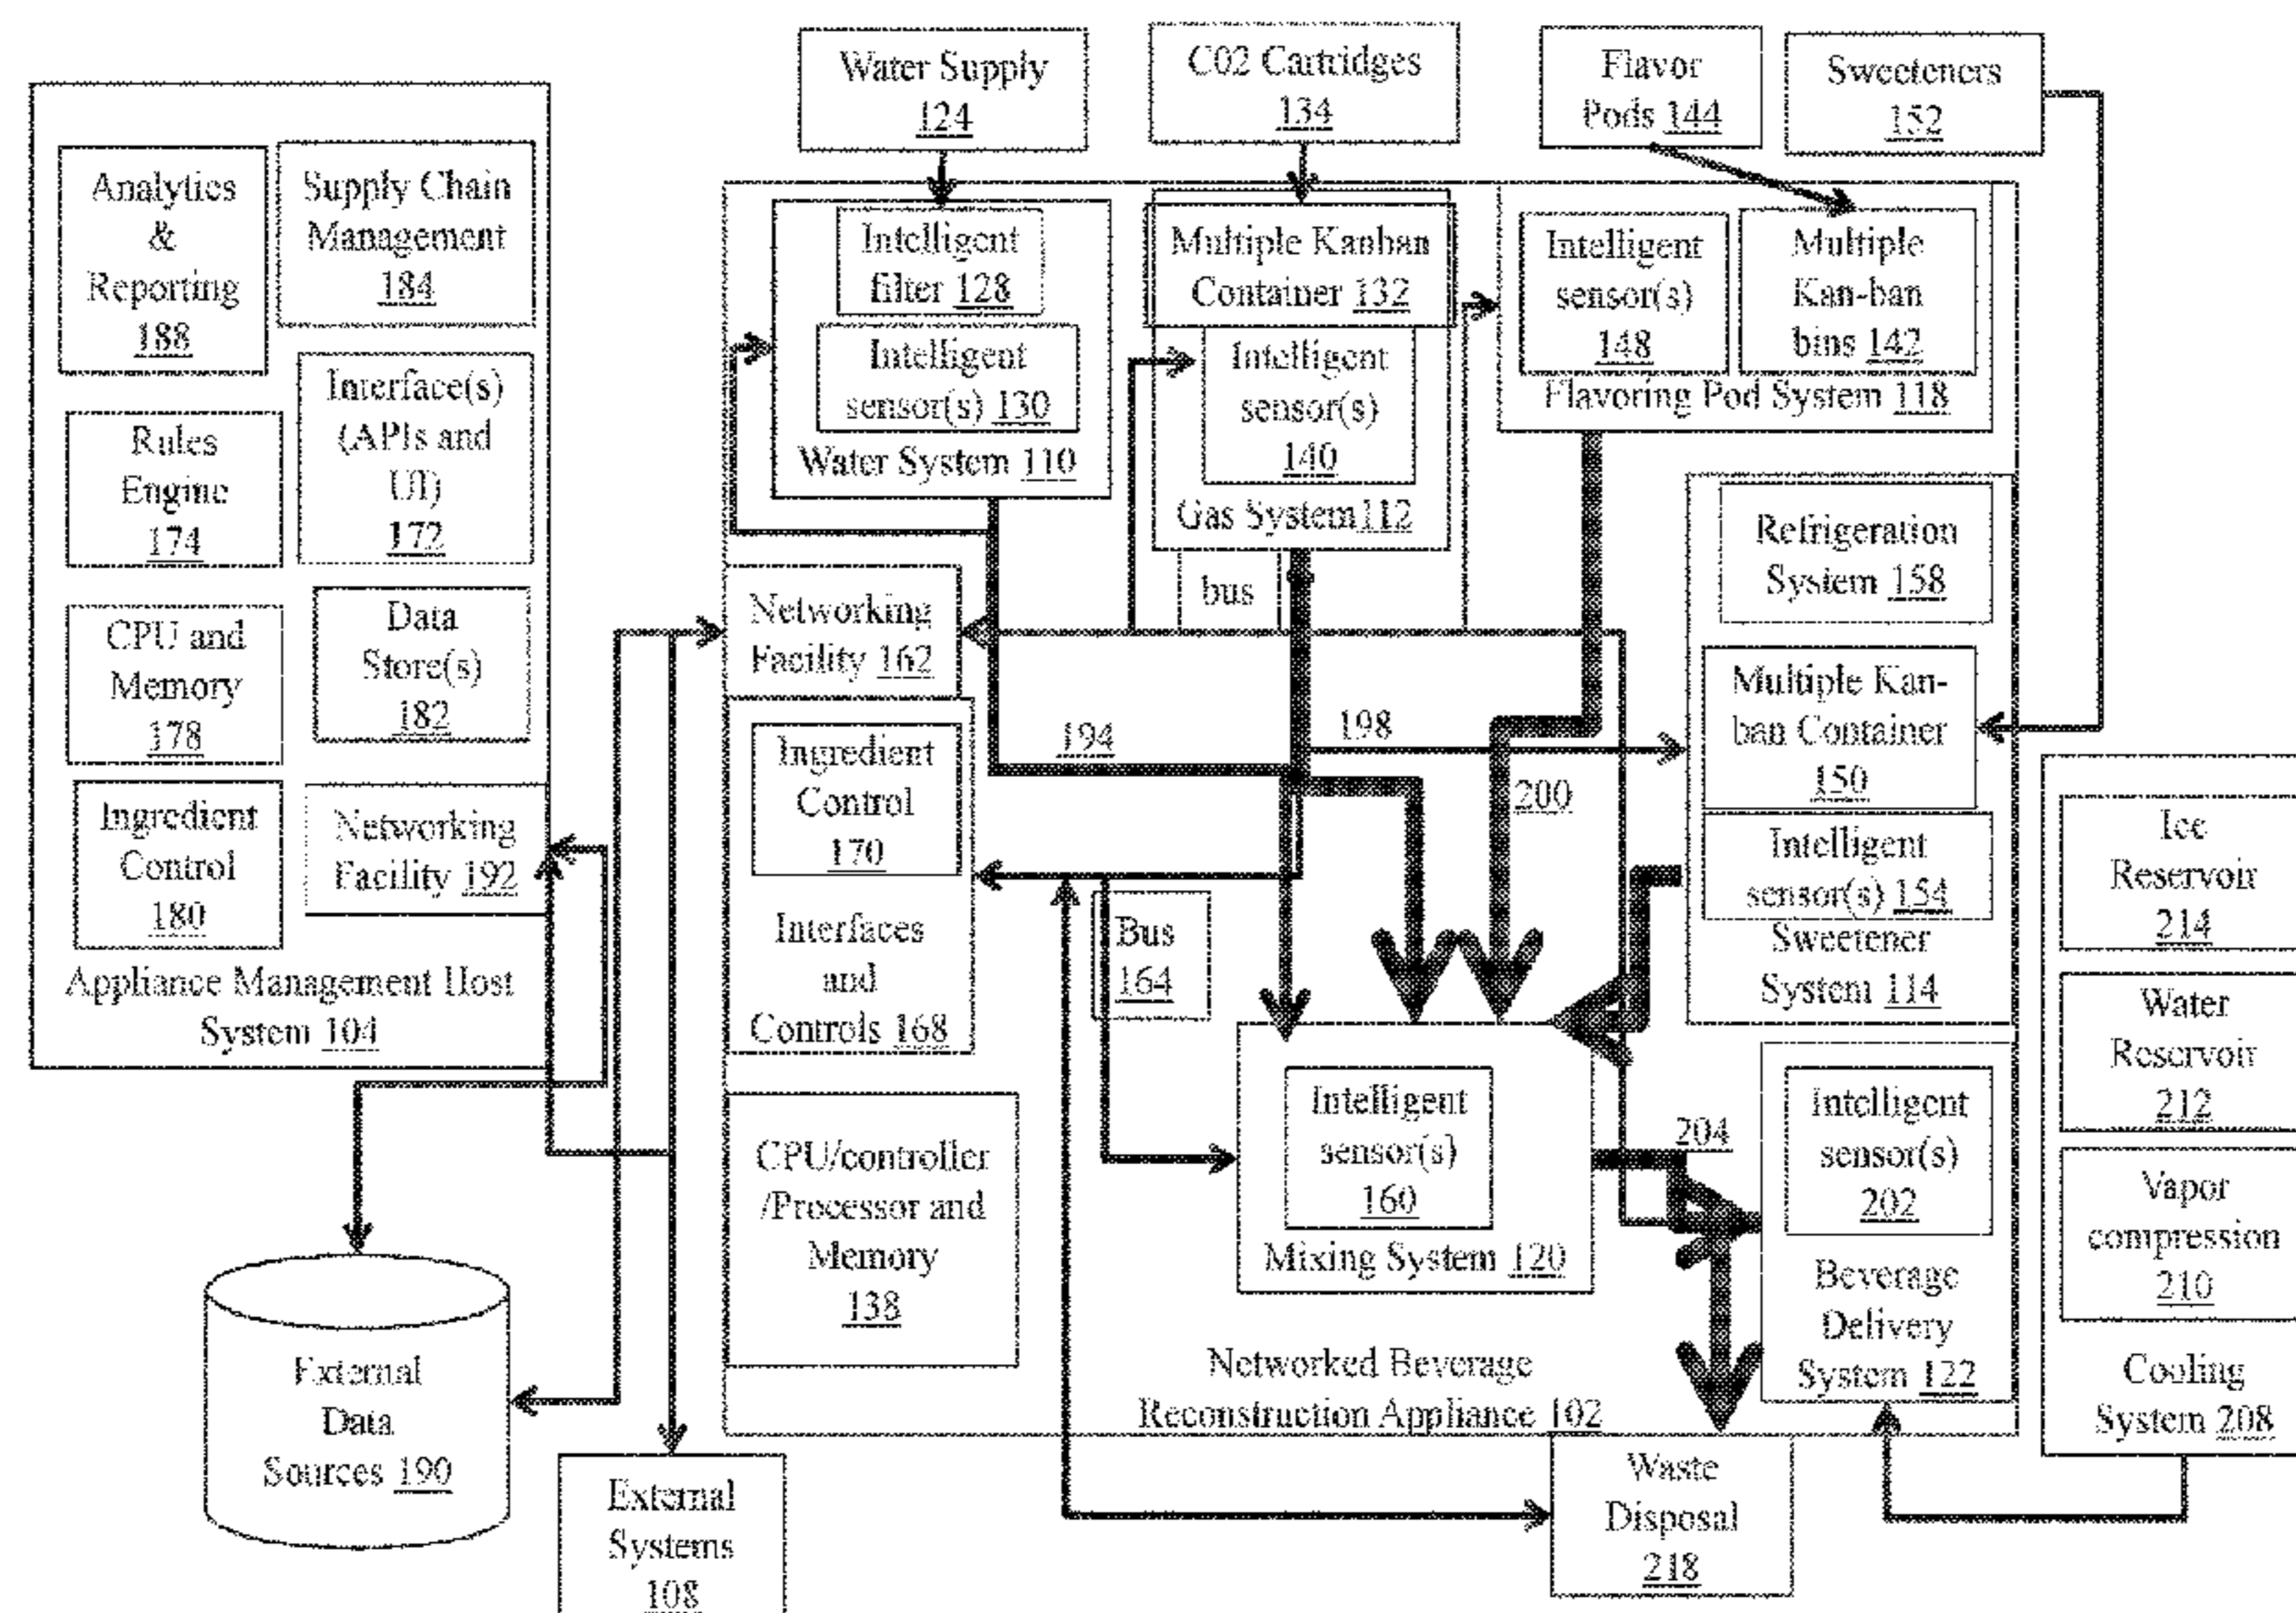 Water Supply
124
C02 Cartridges
134
Flavor
Pods 144
Sweeteners
152
Analytics
&
Reporting
188
Supply Chain
Management
184
Rules
Engine
174
Interface(s)
(APIs and
UI)
172
CPU and
Memory
178
Data
Store(s)
182
Ingredient
Control
180
Networking
Facility 192
Appliance Management Host
System 104
Intelligent
filter 128
Intelligent
sensor(s) 130
Water System 110
Multiple Kanban
Container 132
Intelligent
sensor(s)
140
Gas System112
Intelligent
sensor(s)
148
Multiple
Kan-ban
bins 142
Flavoring Pod System 118
bus
Networking
Facility 162
Ingredient
Control
170
Interfaces
and
Controls 168
194
198
200
Bus
164
Refrigeration
System 158
Multiple Kan-
ban Container
150
Intelligent
sensor(s) 154
Sweetener
System 114
CPU/controller
/Processor and
Memory
138
Intelligent
sensor(s)
160
Mixing System 120
204
Intelligent
sensor(s)
202
Beverage
Delivery
System 122
Ice
Reservoir
214
Water
Reservoir
212
Vapor
compression
210
Cooling
System 208
Networked Beverage
Reconstruction Appliance 102
External
Data
Sources 190
External
Systems
108
Waste
Disposal
218